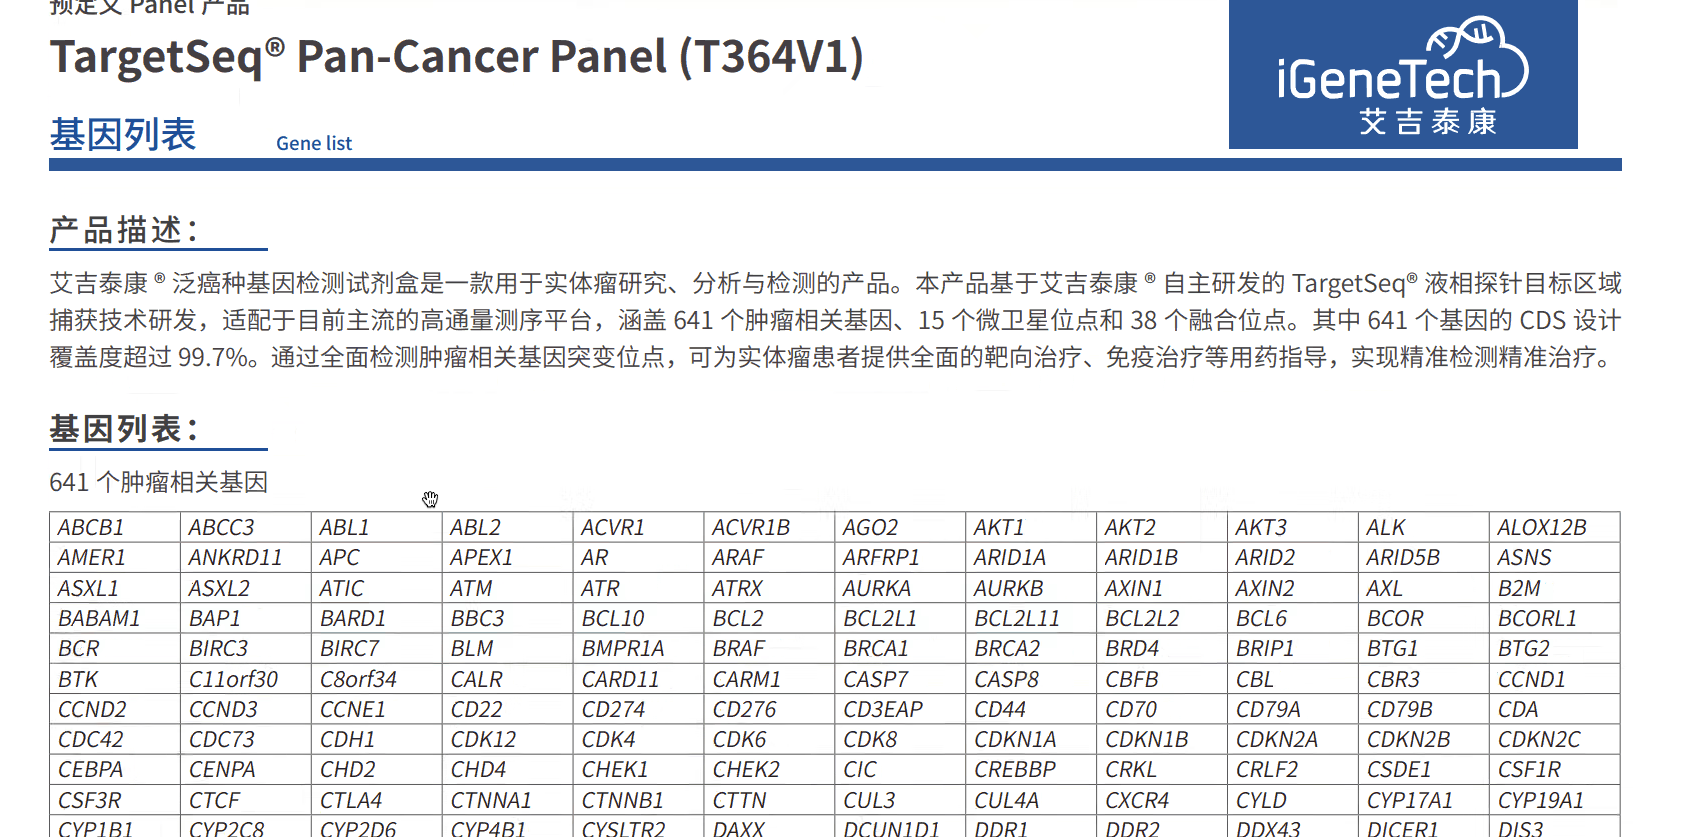 预定义 Panel 产品
TargetSeq® Pan-Cancer Panel (T364V1)
iGeneTech
艾吉泰康
基因列表 Gene list
产品描述：
艾吉泰康 ® 泛癌种基因检测试剂盒是一款用于实体瘤研究、分析与检测的产品。本产品基于艾吉泰康 ® 自主研发的 TargetSeq® 液相探针目标区域
捕获技术研发，适配于目前主流的高通量测序平台，涵盖 641 个肿瘤相关基因、15 个微卫星位点和 38 个融合位点。其中 641 个基因的 CDS 设计
覆盖度超过 99.7%。通过全面检测肿瘤相关基因突变位点，可为实体瘤患者提供全面的靶向治疗、免疫治疗等用药指导，实现精准检测精准治疗。
基因列表：
641 个肿瘤相关基因
ABCB1 ABCC3 ABL1 ABL2 ACVR1 ACVR1B AGO2 AKT1 AKT2 AKT3 ALK ALOX12B
AMER1 ANKRD11 APC APEX1 AR ARAF ARFRP1 ARID1A ARID1B ARID2 ARID5B ASNS
ASXL1 ASXL2 ATIC ATM ATR ATRX AURKA AURKB AXIN1 AXIN2 AXL B2M
BABAM1 BAP1 BARD1 BBC3 BCL10 BCL2 BCL2L1 BCL2L11 BCL2L2 BCL6 BCOR BCORL1
BCR BIRC3 BIRC7 BLM BMPR1A BRAF BRCA1 BRCA2 BRD4 BRIP1 BTG1 BTG2
BTK C11orf30 C8orf34 CALR CARD11 CARM1 CASP7 CASP8 CBFB CBL CBR3 CCND1
CCND2 CCND3 CCNE1 CD22 CD274 CD276 CD3EAP CD44 CD70 CD79A CD79B CDA
CDC42 CDC73 CDH1 CDK12 CDK4 CDK6 CDK8 CDKN1A CDKN1B CDKN2A CDKN2B CDKN2C
CEBPA CENPA CHD2 CHD4 CHEK1 CHEK2 CIC CREBBP CRKL CRLF2 CSDE1 CSF1R
CSF3R CTCF CTLA4 CTNNA1 CTNNB1 CTTN CUL3 CUL4A CXCR4 CYLD CYP17A1 CYP19A1
CYP1B1 CYP2C8 CYP2D6 CYP4B1 CYSLTR2 DAXX DCUN1D1 DDR1 DDR2 DDX43 DICER1 DIS3